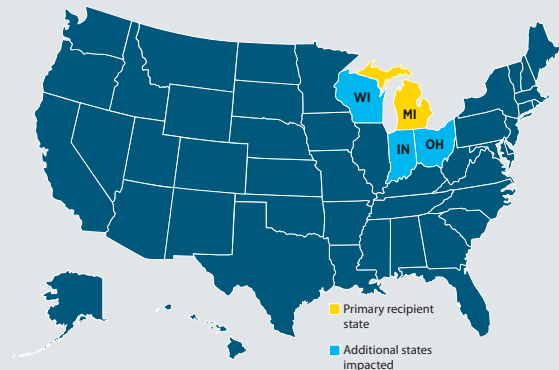 WI
MI
IN
OH
Primary recipient
state
Additional states
impacted